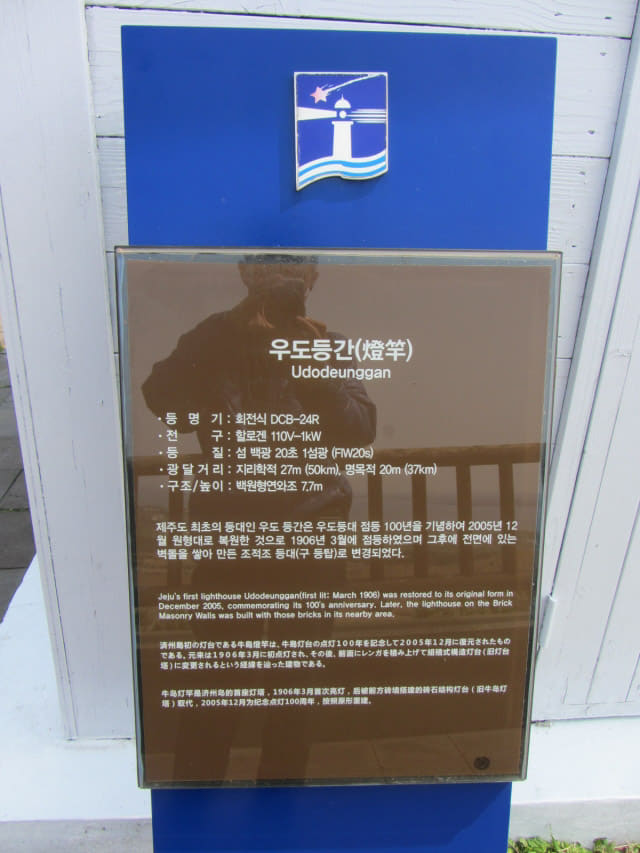 우도등간(燈竿)
Udodeunggan
· 등 명 기 : 회전식 DCB-24R
· 전 구 : 할로겐 110V-1kW
· 등 질 : 섬 백광 20초 1섬광 (FlW20s)
· 광 달 거 리 : 지리학적 27m (50km), 명목적 20m (37km)
· 구 조 / 높 이 : 백원형연와조 7.7m
제주도 최초의 등대인 우도 등간은 우도등대 점등 100년을 기념하여 2005년 12
월 원형대로 복원한 것으로 1906년 3월에 점등하였으며 그후에 전면에 있는
벽돌을 쌓아 만든 조적조 등대(구 등탑)로 변경되었다.
Jeju's first lighthouse Udodeunggan(first lit: March 1906) was restored to its original form in
December 2005, commemorating its 100's anniversary. Later, the lighthouse on the Brick
Masonry Walls was built with those bricks in its nearby area.
済州島初の灯台である牛島燈竿は、牛島灯台の点灯100年を記念して2005年12月に復元されたもの
である。元来は1906年3月に初点灯され、その後、前面にレンガを積み上げて組積式構造灯台(旧灯台
塔)に変更されるという経緯を辿った建物である。
牛岛灯竿是济州岛的首座灯塔，1906年3月首次亮灯，后被前方砖墙搭建的砖石结构灯台（旧牛岛灯
塔）取代，2005年12月为纪念点灯100周年，按照原形重建。